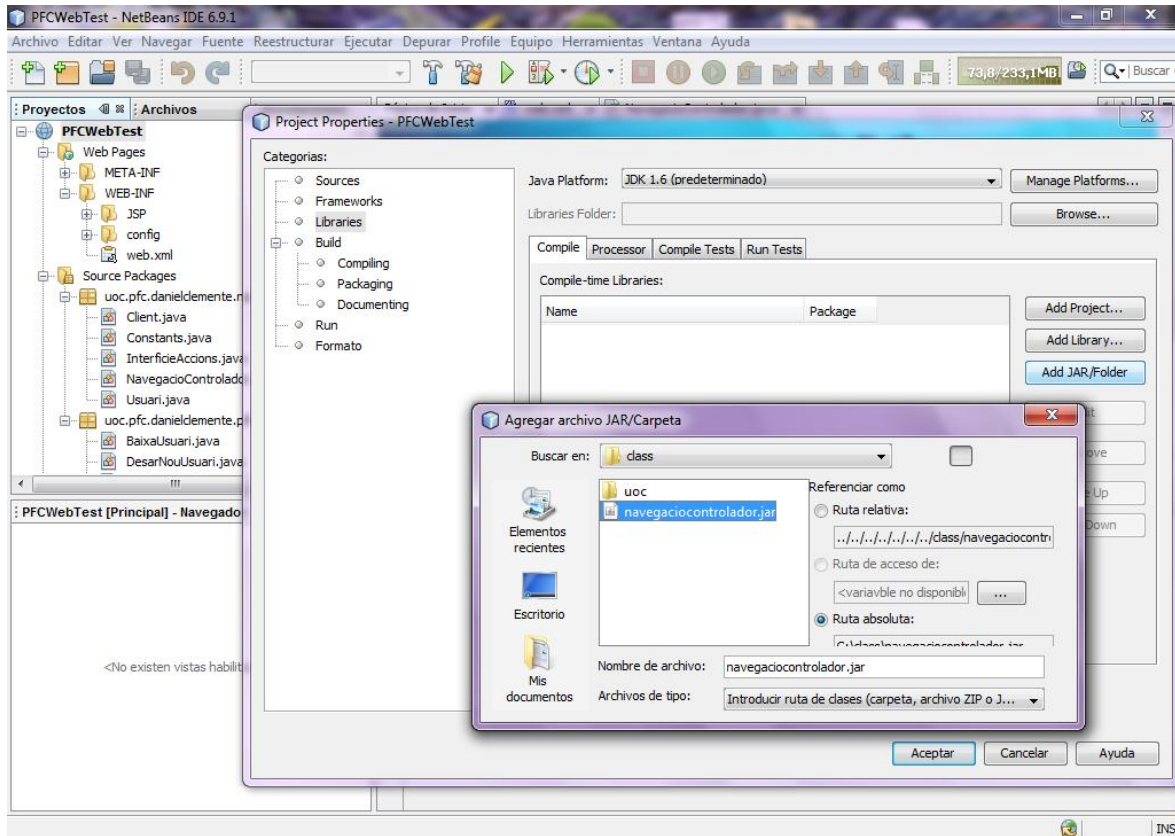 PFCWebTest - NetBeans IDE 6.9.1
Archivo Editar Ver Navegar Fuente Reestructurar Ejecutar Depurar Profile Equipo Herramientas Ventana Ayuda
73,8/233,1MB
Buscar
Proyectos
Archivos
PFCWebTest
Web Pages
META-INF
WEB-INF
JSP
config
web.xml
Source Packages
uoc.pfc.danielclemente.n
Client.java
Constants.java
InterficieAccions.java
NavegacioControlado
Usuari.java
uoc.pfc.danielclemente.p
BaixaUsuari.java
DesarNouUsuari.java
PFCWebTest [Principal] - Navegado
<No existen vistas habilit
Project Properties - PFCWebTest
Categorías:
Sources
Frameworks
Libraries
Build
Compiling
Packaging
Documenting
Run
Formato
Java Platform: JDK 1.6 (predeterminado) Manage Platforms...
Libraries Folder: Browse...
Compile Processor Compile Tests Run Tests
Compile-time Libraries:
Name Package
Add Project...
Add Library...
Add JAR/Folder
Up
Down
Agregar archivo JAR/Carpeta
Buscar en: class
Elementos recientes
Escritorio
Mis documentos
uoc
navegaciocontrolador.jar
Referenciar como
Ruta relativa:
../../../../../../../class/navegaciocontro
Ruta de acceso de:
<variavble no disponibl ...
Ruta absoluta:
C:\class\navegaciocontrolador.jar
Nombre de archivo: navegaciocontrolador.jar
Archivos de tipo: Introducir ruta de clases (carpeta, archivo ZIP o J...
Aceptar Cancelar Ayuda
INS